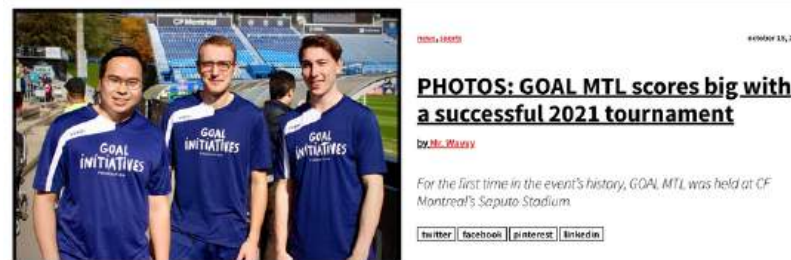 CF Montréal
GOAL
INITIATIVES
GOAL
INITIATIVES
GOAL
INITIATIVES
news, sports
october 18, 2
PHOTOS: GOAL MTL scores big with
a successful 2021 tournament
by Mr. Wavvy
For the first time in the event's history, GOAL MTL was held at CF
Montreal's Saputo Stadium.
twitter facebook pinterest linkedin